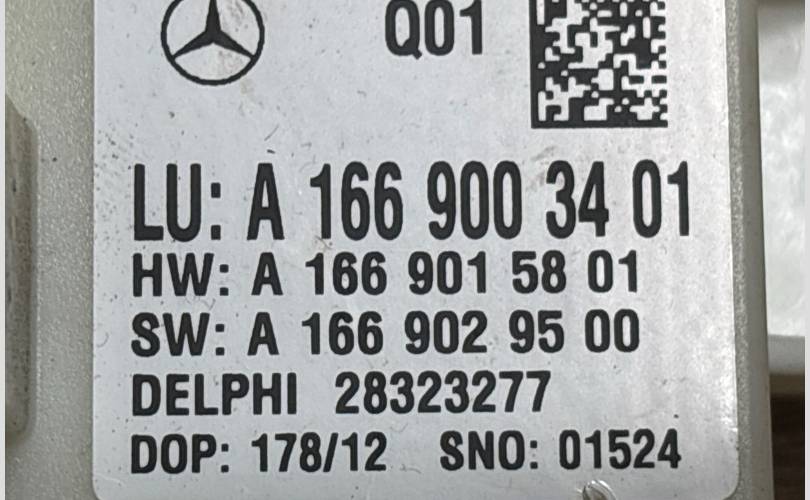 Q01
LU: A 166 900 34 01
HW: A 166 901 58 01
SW: A 166 902 95 00
DELPHI 28323277
DOP: 178/12 SNO: 01524